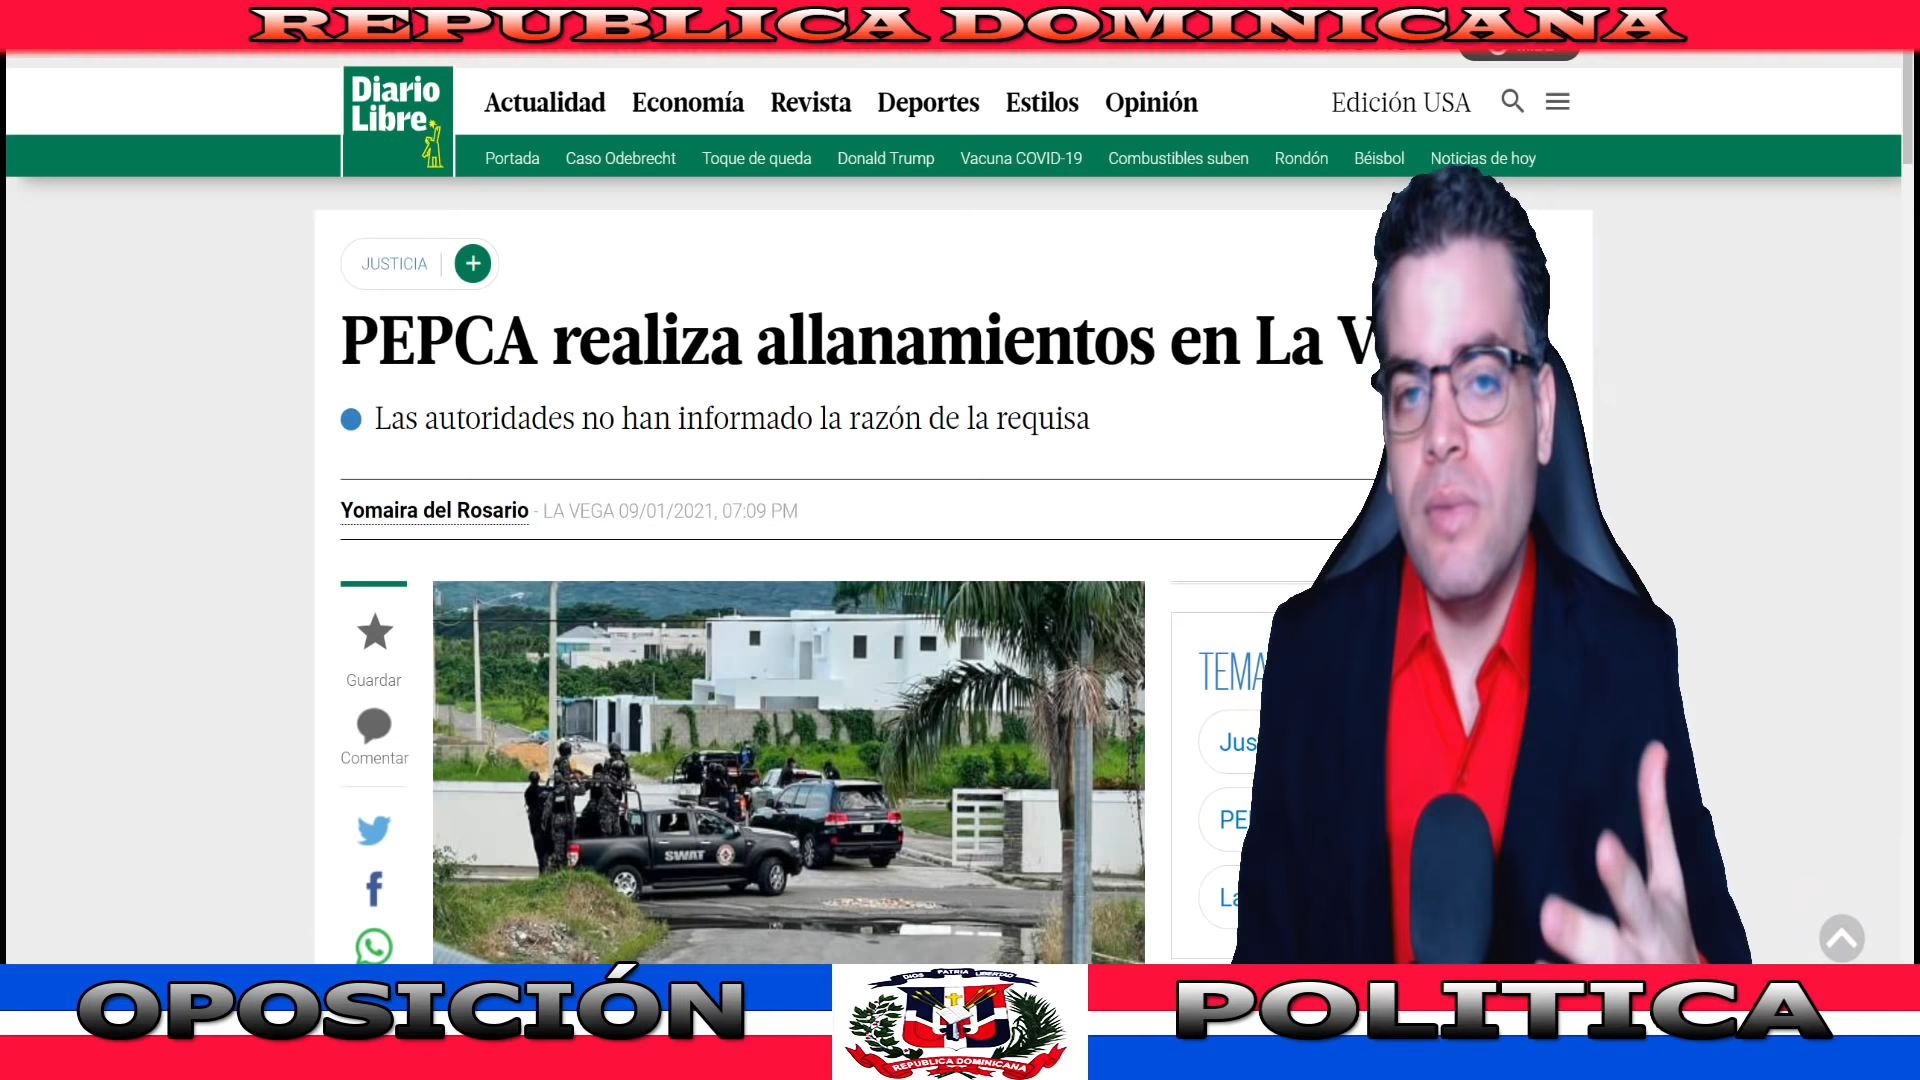 REPUBLICA DOMINICANA
Diario
Libre
Actualidad Economía Revista Deportes Estilos Opinión
Edición USA
Portada Caso Odebrecht Toque de queda Donald Trump Vacuna COVID-19 Combustibles suben Rondón Béisbol Noticias de hoy
JUSTICIA
PEPCA realiza allanamientos en La V
Las autoridades no han informado la razón de la requisa
Yomaira del Rosario - LA VEGA 09/01/2021, 07:09 PM
Guardar
Comentar
SWAT
TEMA
Jus
PE
La
OPOSICIÓN
DIOS PATRIA LIBERTAD
REPUBLICA DOMINICANA
POLITICA